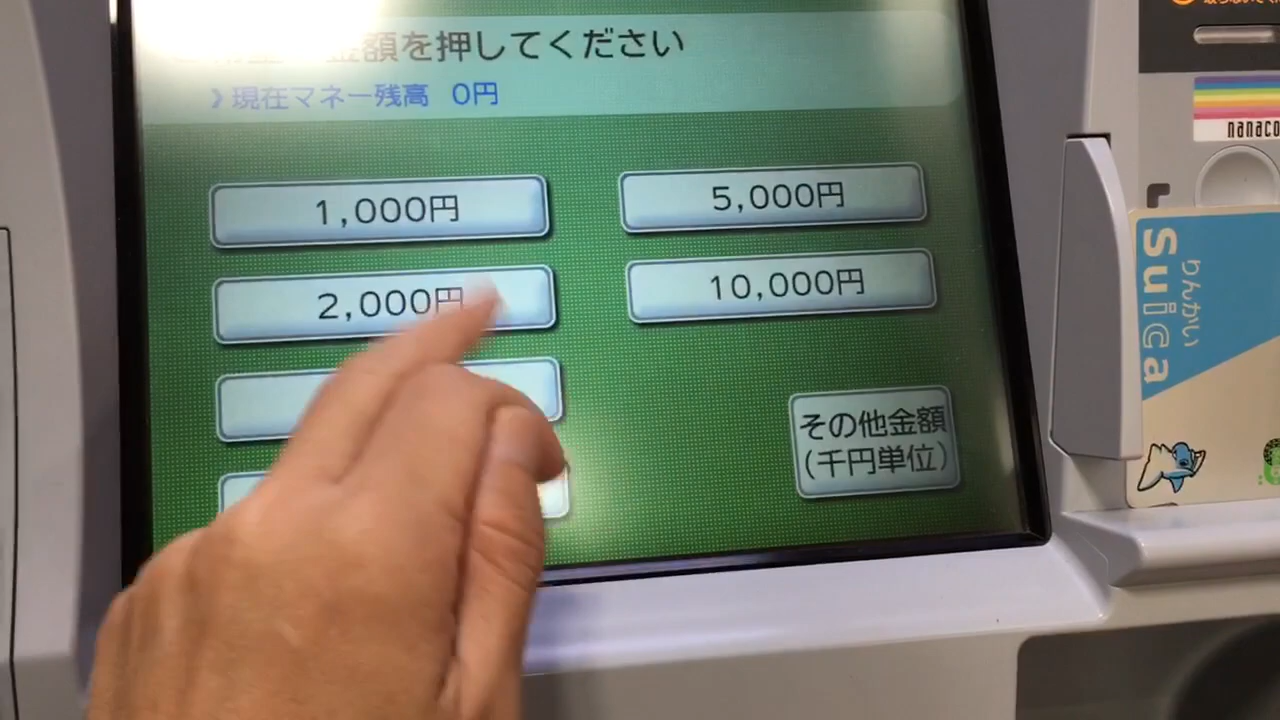 金額を押してください
》現在マネー残高 0円
1,000円
5,000円
2,000円
10,000円
その他金額
(千円単位)
nanaco
Suica
りんかい